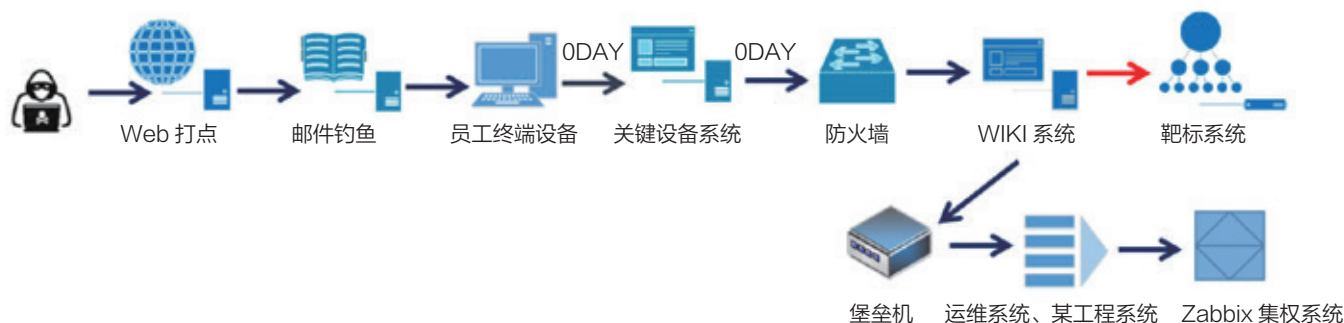 0DAY
0DAY
Web 打点
邮件钓鱼
员工终端设备
关键设备系统
防火墙
WIKI 系统
靶标系统
堡垒机
运维系统、某工程系统
Zabbix 集权系统